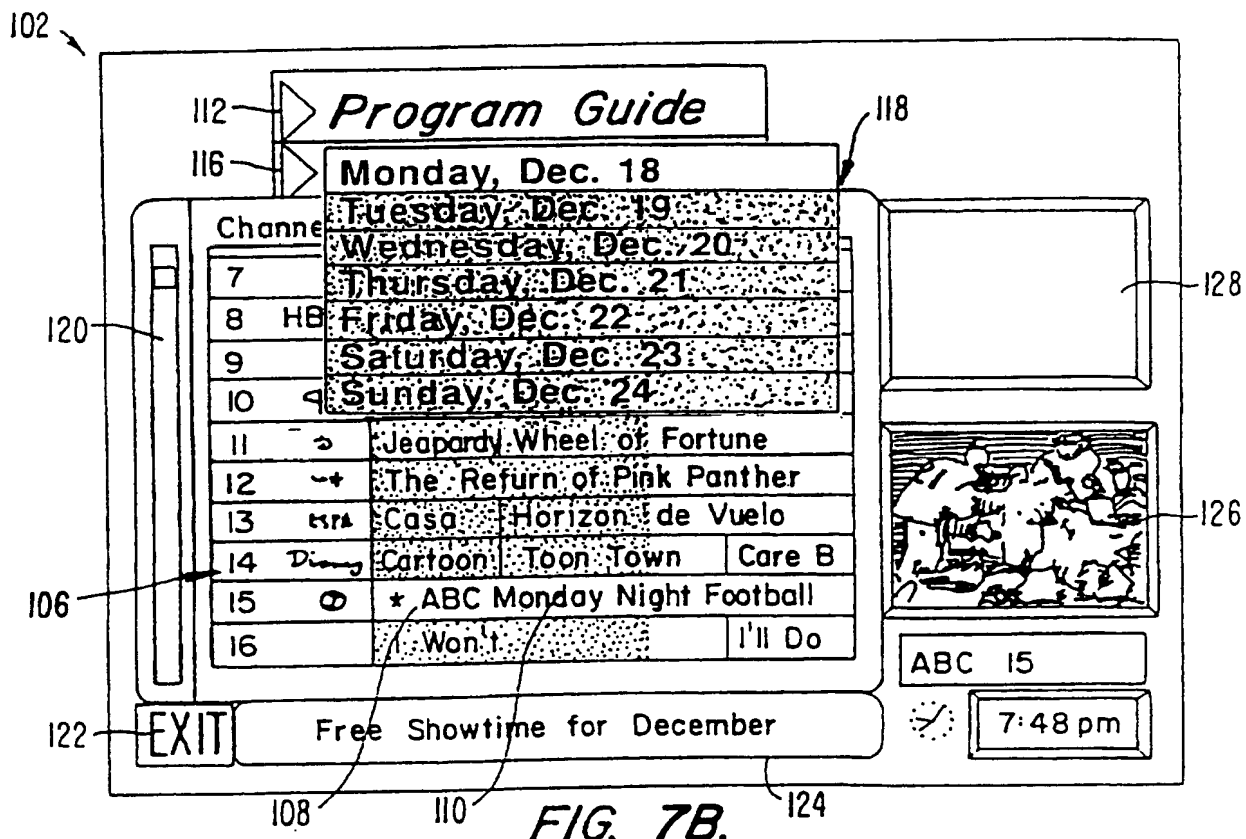 102
112
Program Guide
118
116
Monday, Dec. 18
Tuesday, Dec. 19
Wednesday, Dec. 20
Thursday, Dec. 21
Friday, Dec. 22
Saturday, Dec 23
Sunday, Dec. 24
Channe
7
8 HB
9
10
11 Jeapardy Wheel of Fortune
12 The Return of Pink Panther
13 Casa Horizon de Vuelo
14 Cartoon Toon Town Care B
15 * ABC Monday Night Football
16 I Won't I'll Do
120
128
126
106
ABC 15
122
EXIT
Free Showtime for December
7:48 pm
108
110
124
FIG. 7B.